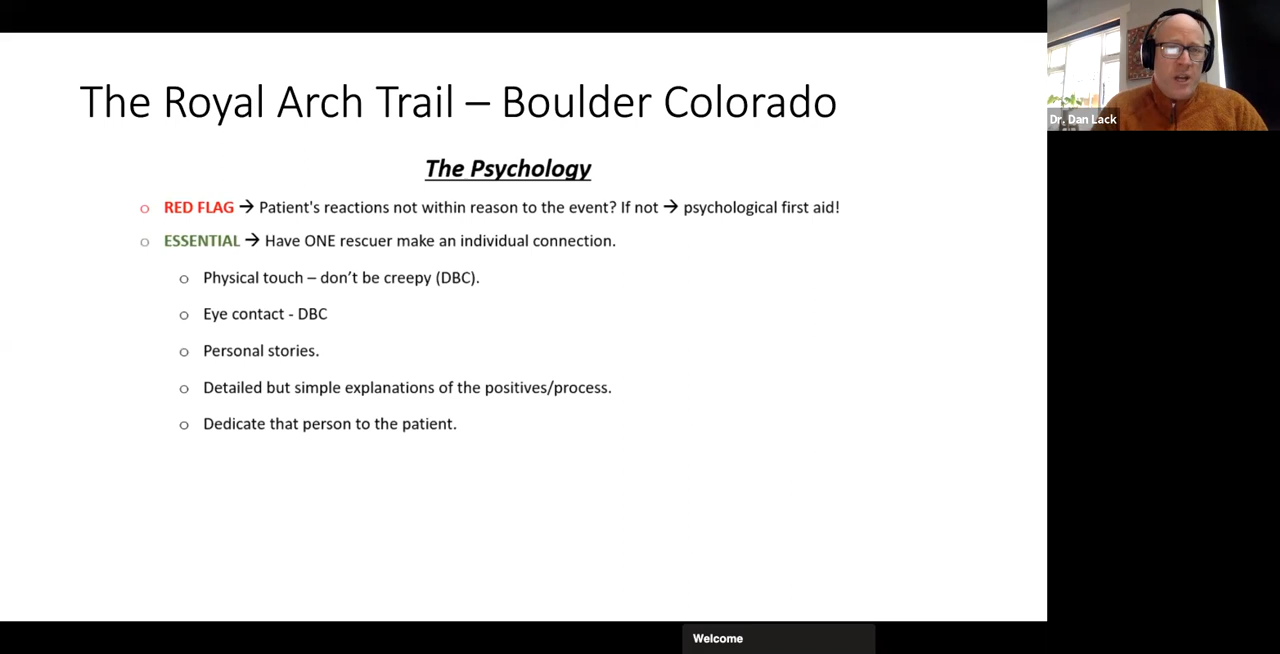 The Royal Arch Trail – Boulder Colorado
Dr. Dan Lack
The Psychology
o RED FLAG → Patient's reactions not within reason to the event? If not → psychological first aid!
o ESSENTIAL → Have ONE rescuer make an individual connection.
o Physical touch – don't be creepy (DBC).
o Eye contact - DBC
o Personal stories.
o Detailed but simple explanations of the positives/process.
o Dedicate that person to the patient.
Welcome